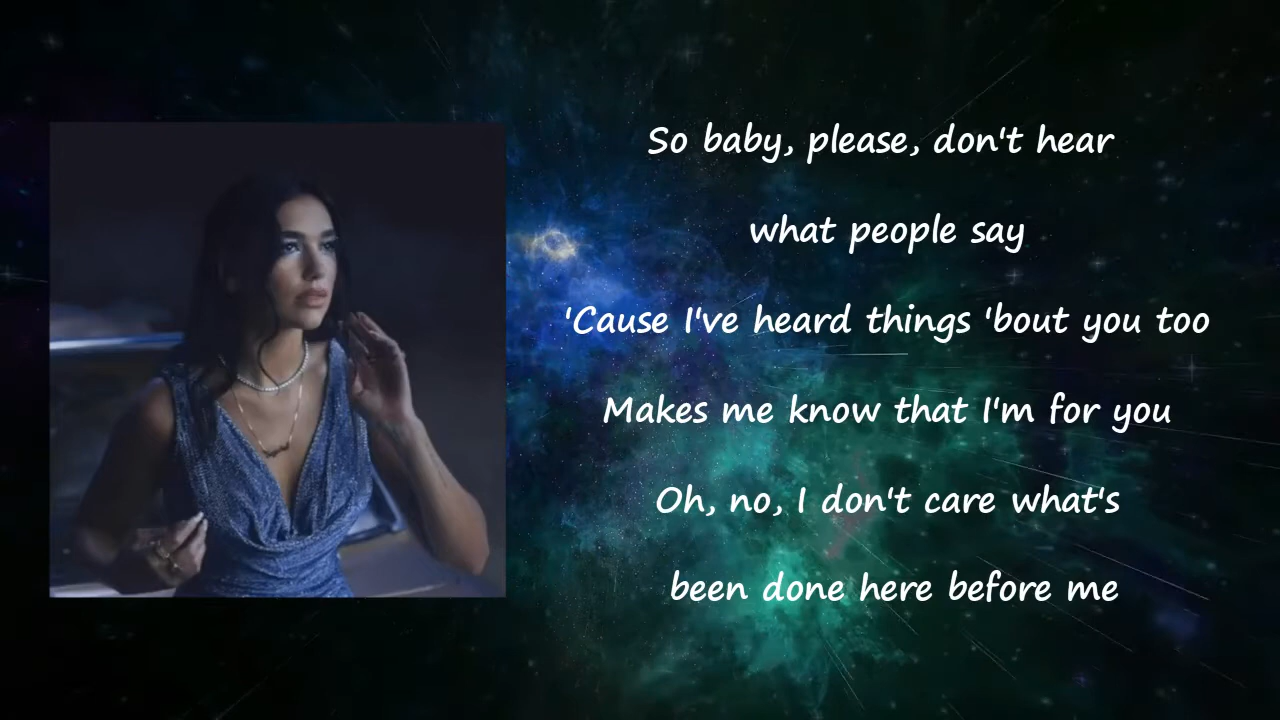 So baby, please, don't hear
what people say
'Cause I've heard things 'bout you too
Makes me know that I'm for you
Oh, no, I don't care what's
been done here before me